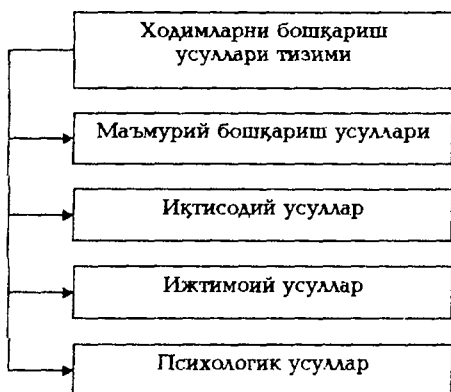 Ходимларни бошқариш
усуллари тизими
Маъмурий бошқариш усуллари
Иқтисодий усуллар
Ижтимоий усуллар
Психологик усуллар